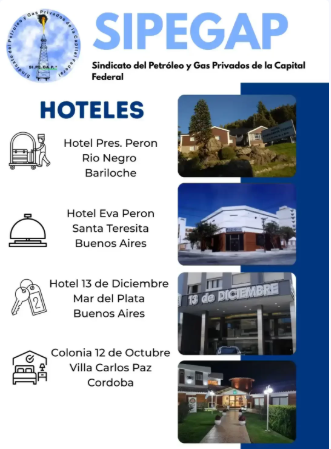 SIPEGAP
Sindicato del Petróleo y Gas Privados de la Capital
Federal
HOTELES
Hotel Pres. Peron
Rio Negro
Bariloche
Hotel Eva Peron
Santa Teresita
Buenos Aires
Hotel 13 de Diciembre
Mar del Plata
Buenos Aires
Colonia 12 de Octubre
Villa Carlos Paz
Cordoba
13 de DICIEMBRE
2